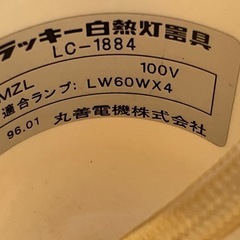 ラッキー白熱灯器具
LC-1884
MZL 100V
適合ランプ: LW60WX4
96.01 丸善電機株式会社